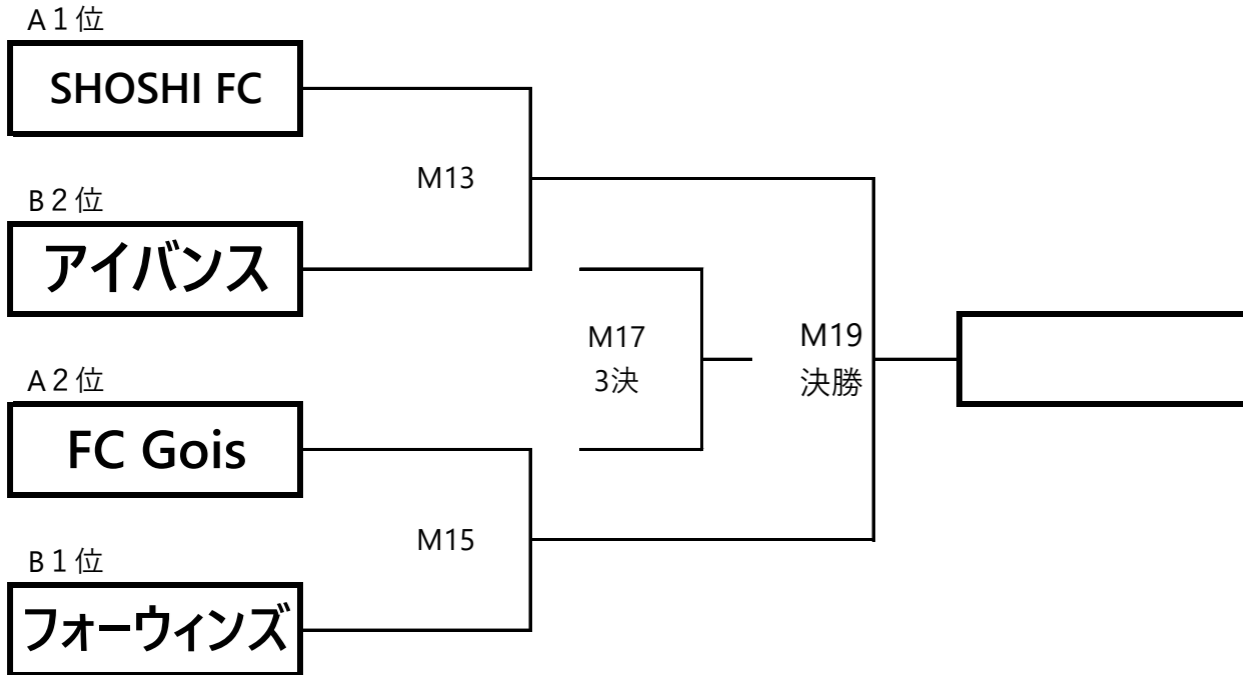 A１位
SHOSHI FC
M13
B２位
アイバンス
M17
3決
M19
決勝
A２位
FC Gois
M15
B１位
フォーウィンズ